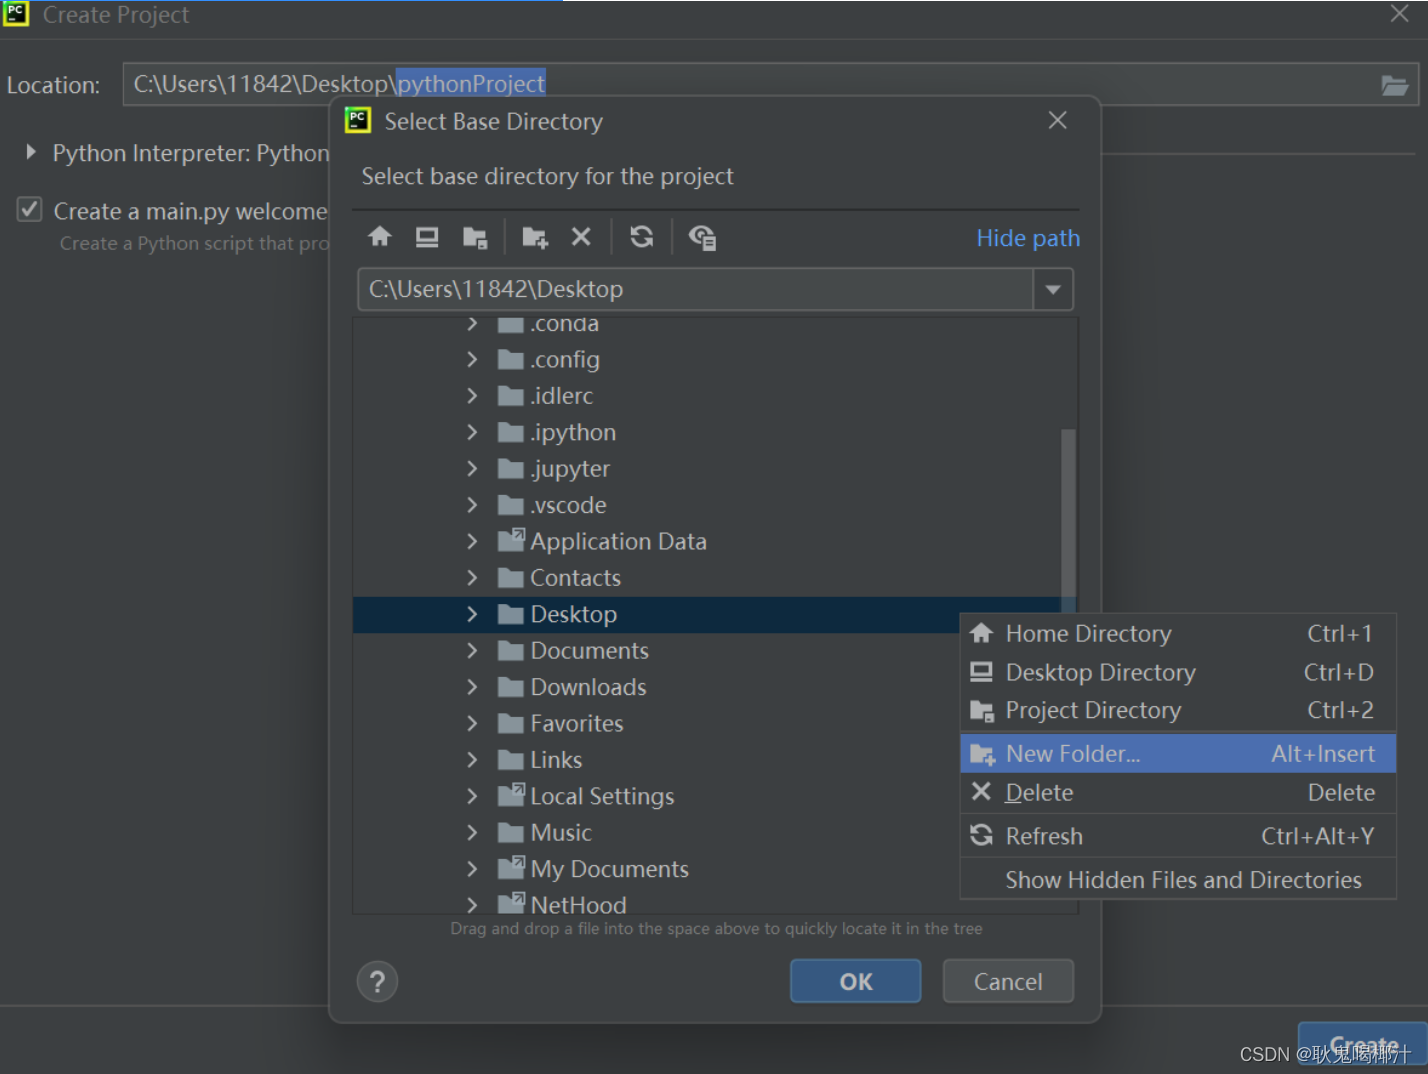 Create Project
Location: C:\Users\11842\Desktop\pythonProject
Select Base Directory
Python Interpreter: Python
Select base directory for the project
Create a main.py welcome
Create a Python script that pro
Hide path
C:\Users\11842\Desktop
.conda
.config
.idlerc
.ipython
.jupyter
.vscode
Application Data
Contacts
Desktop
Documents
Downloads
Favorites
Links
Local Settings
Music
My Documents
NetHood
Home Directory Ctrl+1
Desktop Directory Ctrl+D
Project Directory Ctrl+2
New Folder... Alt+Insert
Delete Delete
Refresh Ctrl+Alt+Y
Show Hidden Files and Directories
Drag and drop a file into the space above to quickly locate it in the tree
?
OK
Cancel
Create
CSDN @耿鬼喝椰汁